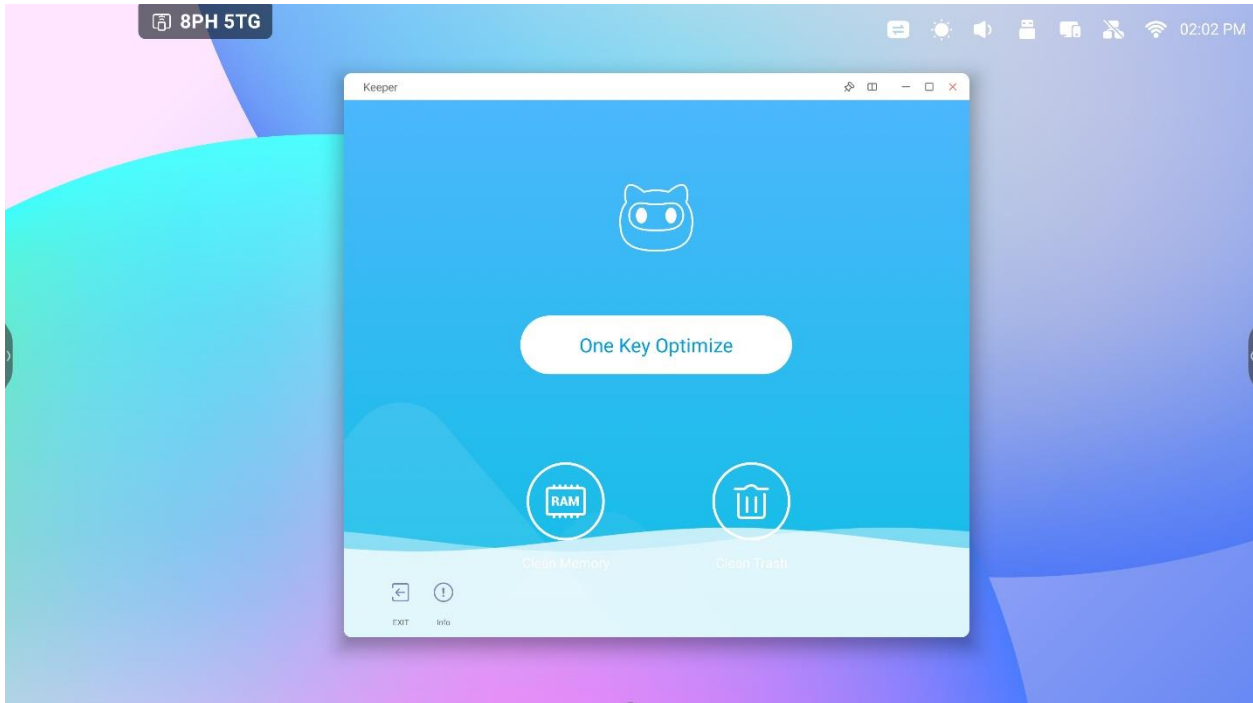 8PH 5TG
02:02 PM
Keeper
One Key Optimize
RAM
Clean Memory
Clean Trash
EXIT
Info